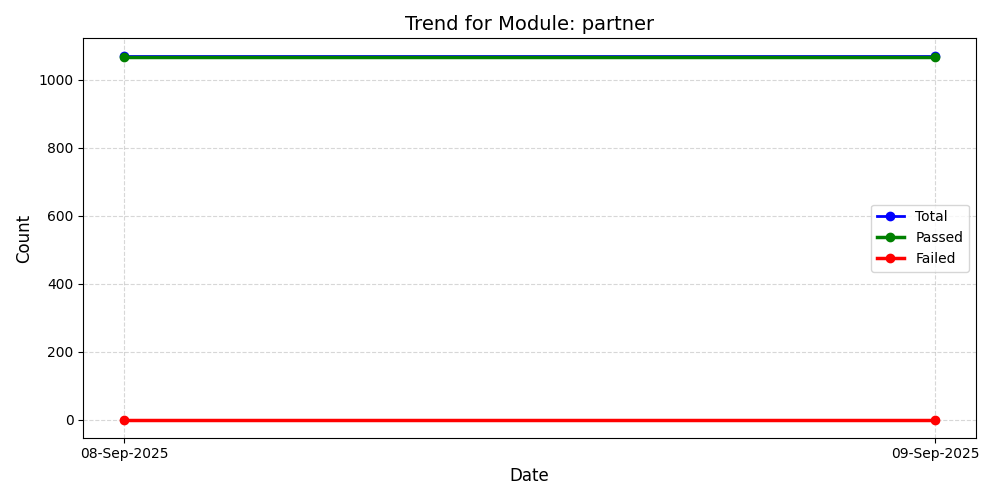 Trend for Module: partner
Count
1000
800
600
400
200
0
Total
Passed
Failed
08-Sep-2025
09-Sep-2025
Date